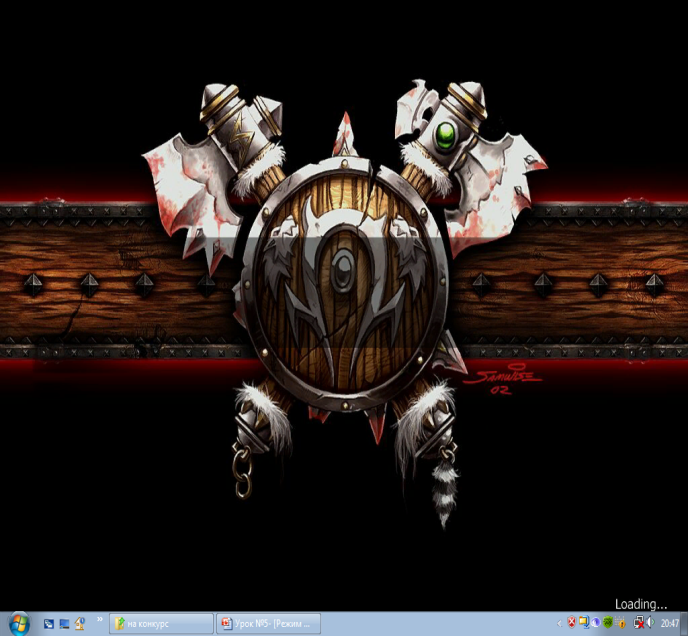 Samwise
02
Loading...
»
на конкурс
Урок №5- [Режим ...
20:47